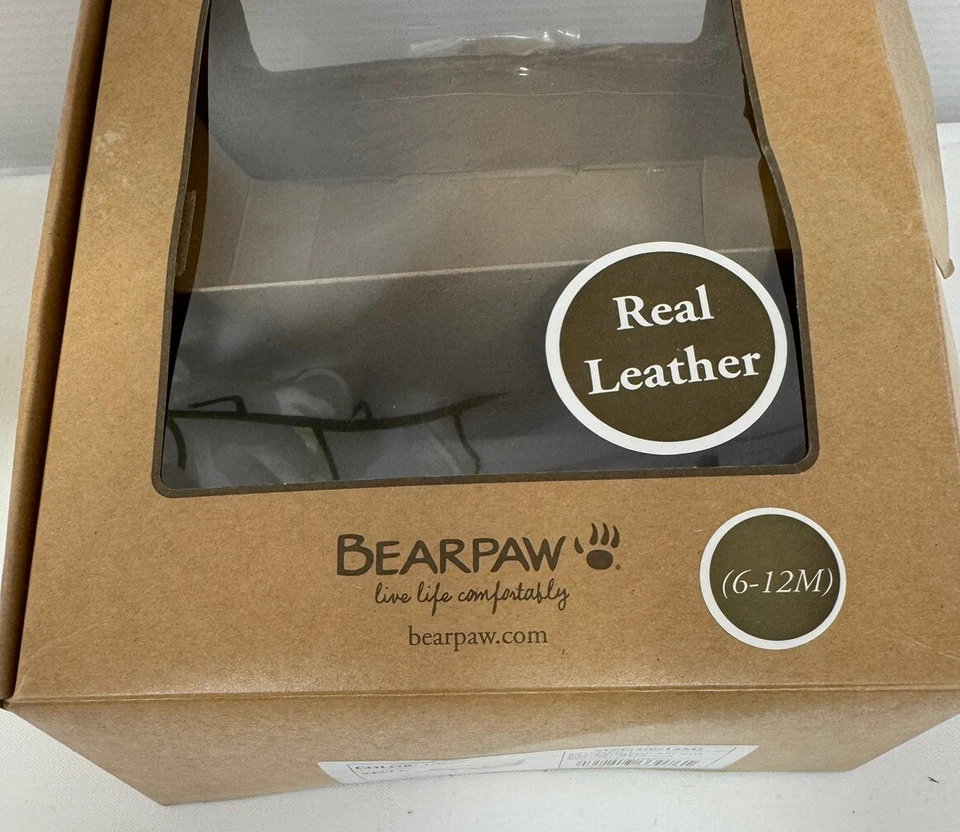 Real
Leather
BEARPAW
live life comfortably
bearpaw.com
(6-12M)